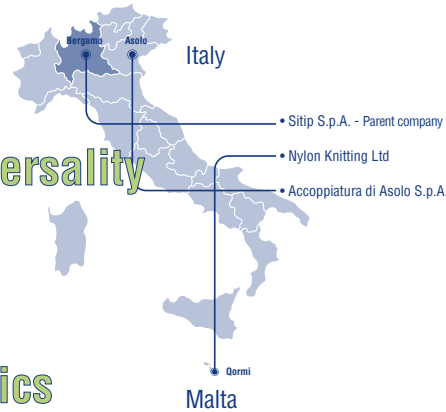 Bergamo Asolo
Italy
• Sitip S.p.A. - Parent company
• Nylon Knitting Ltd
ersality
• Accoppiatura di Asolo S.p.A
Qormi
ics
Malta